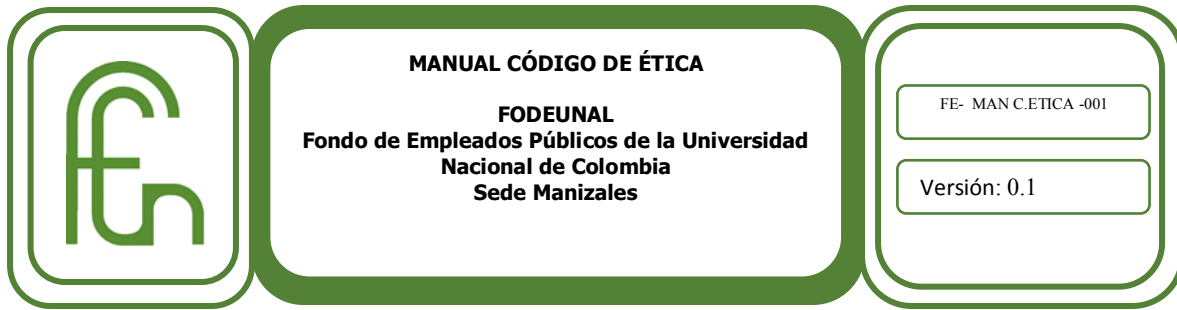 MANUAL CÓDIGO DE ÉTICA
FODEUNAL
Fondo de Empleados Públicos de la Universidad
Nacional de Colombia
Sede Manizales
FE- MAN C.ETICA -001
Versión: 0.1